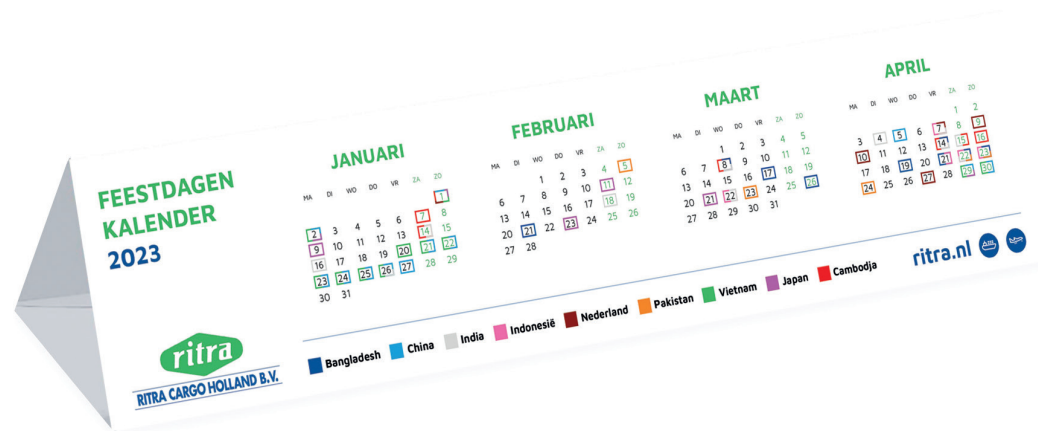 FEESTDAGEN
KALENDER
2023
ritra
RITRA CARGO HOLLAND B.V.
JANUARI
MA DI WO DO VR ZA ZO
1
2 3 4 5 6 7 8
9 10 11 12 13 14 15
16 17 18 19 20 21 22
23 24 25 26 27 28 29
30 31
FEBRUARI
MA DI WO DO VR ZA ZO
1 2 3 4 5
6 7 8 9 10 11 12
13 14 15 16 17 18 19
20 21 22 23 24 25 26
27 28
MAART
MA DI WO DO VR ZA ZO
1 2 3 4 5
6 7 8 9 10 11 12
13 14 15 16 17 18 19
20 21 22 23 24 25 26
27 28 29 30 31
APRIL
MA DI WO DO VR ZA ZO
1 2
3 4 5 6 7 8 9
10 11 12 13 14 15 16
17 18 19 20 21 22 23
24 25 26 27 28 29 30
Bangladesh China India Indonesië Nederland Pakistan Vietnam Japan Cambodja
ritra.nl